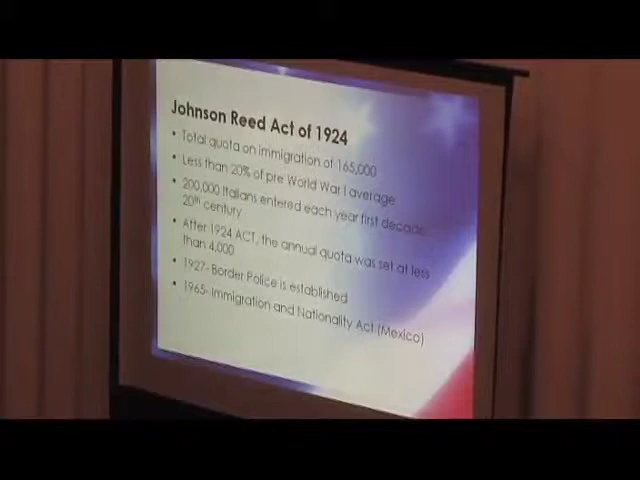 Johnson Reed Act of 1924
• Total quota on immigration of 165,000
• Less than 20% of pre World War I average
• 200,000 Italians entered each year first decade
20th century
• After 1924 ACT, the annual quota was set at less
than 4,000
• 1927- Border Police is established
• 1965- Immigration and Nationality Act (Mexico)